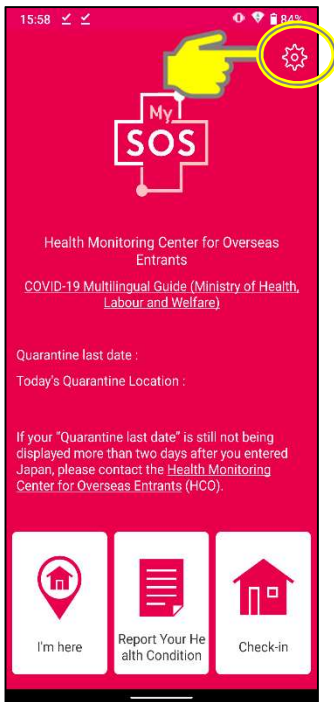 15:58
84%
My
SOS
Health Monitoring Center for Overseas
Entrants
COVID-19 Multilingual Guide (Ministry of Health,
Labour and Welfare)
Quarantine last date :
Today's Quarantine Location :
If your "Quarantine last date" is still not being
displayed more than two days after you entered
Japan, please contact the Health Monitoring
Center for Overseas Entrants (HCO).
I'm here
Report Your He
alth Condition
Check-in